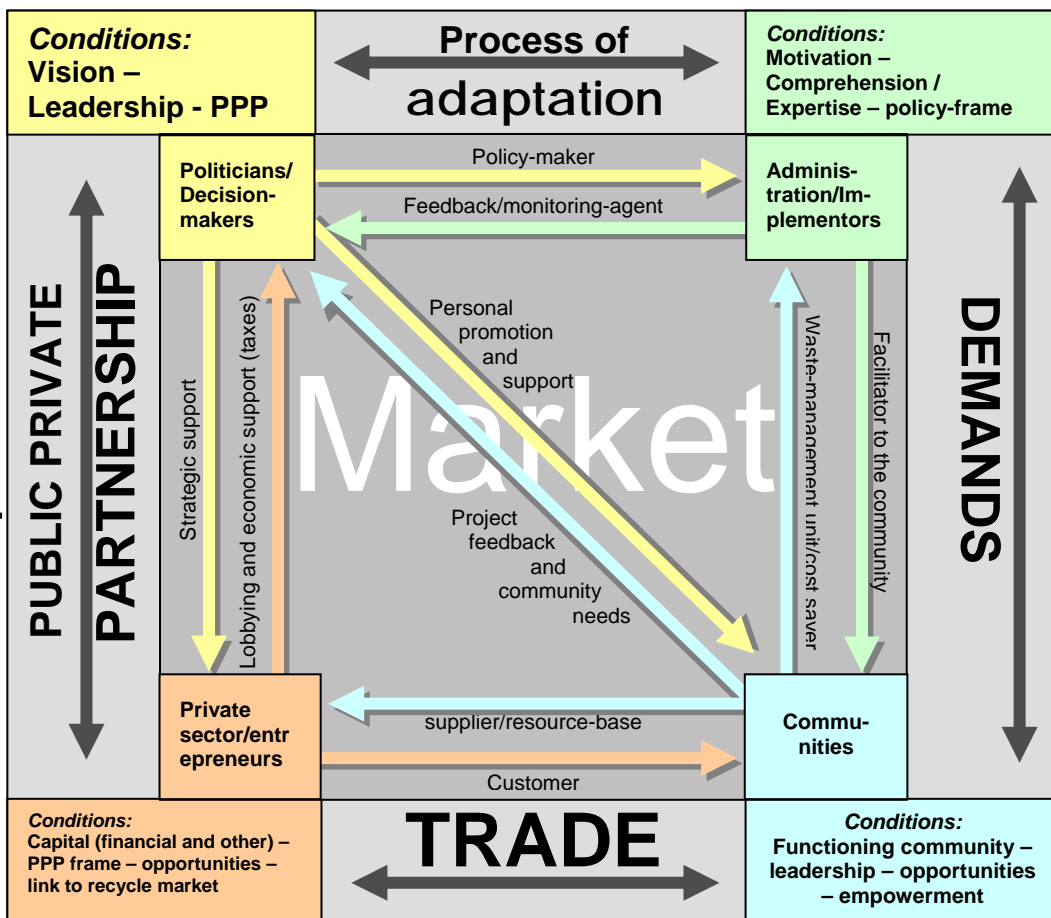 Conditions:
Vision –
Leadership - PPP
Process of
adaptation
Conditions:
Motivation –
Comprehension /
Expertise – policy-frame
Politicians/
Decision-
makers
Policy-maker
Feedback/monitoring-agent
Adminis-
tration/Im-
plementors
PUBLIC PRIVATE
PARTNERSHIP
Strategic support
Lobbying and economic support (taxes)
Personal
promotion
and
support
Market
Project
feedback
and
community
needs
Waste-management unit/cost saver
Facilitator to the community
DEMANDS
Private
sector/entr
epreneurs
supplier/resource-base
Customer
Commu-
nities
Conditions:
Capital (financial and other) –
PPP frame – opportunities –
link to recycle market
TRADE
Conditions:
Functioning community –
leadership – opportunities
– empowerment